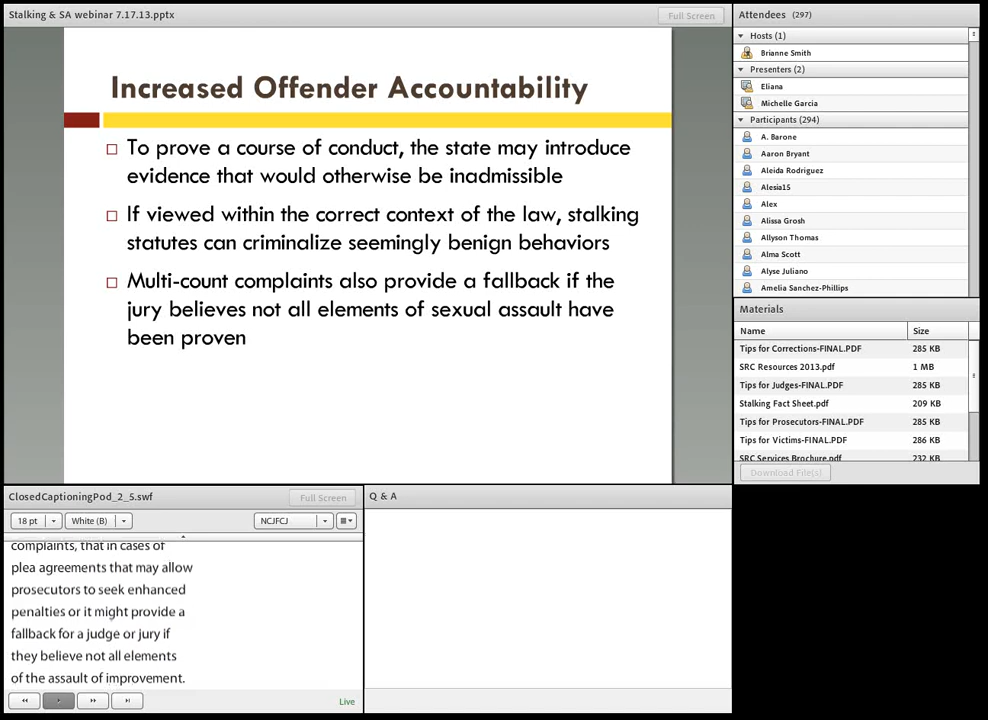 Stalking & SA webinar 7.17.13.pptx
Full Screen
Increased Offender Accountability
To prove a course of conduct, the state may introduce
evidence that would otherwise be inadmissible
If viewed within the correct context of the law, stalking
statutes can criminalize seemingly benign behaviors
Multi-count complaints also provide a fallback if the
jury believes not all elements of sexual assault have
been proven
Attendees (297)
Hosts (1)
Brianne Smith
Presenters (2)
Eliana
Michelle Garcia
Participants (294)
A. Barone
Aaron Bryant
Aleida Rodriguez
Alesia15
Alex
Alissa Grosh
Allyson Thomas
Alma Scott
Alyse Juliano
Amelia Sanchez-Phillips
Materials
Name Size
Tips for Corrections-FINAL.PDF 285 KB
SRC Resources 2013.pdf 1 MB
Tips for Judges-FINAL.PDF 285 KB
Stalking Fact Sheet.pdf 209 KB
Tips for Prosecutors-FINAL.PDF 285 KB
Tips for Victims-FINAL.PDF 286 KB
SRC Services Brochure.pdf 232 KB
Download File(s)
ClosedCaptioningPod_2_5.swf
Full Screen
18 pt White (B) NCJFCJ
complaints, that in cases of
plea agreements that may allow
prosecutors to seek enhanced
penalties or it might provide a
fallback for a judge or jury if
they believe not all elements
of the assault of improvement.
Live
Q & A